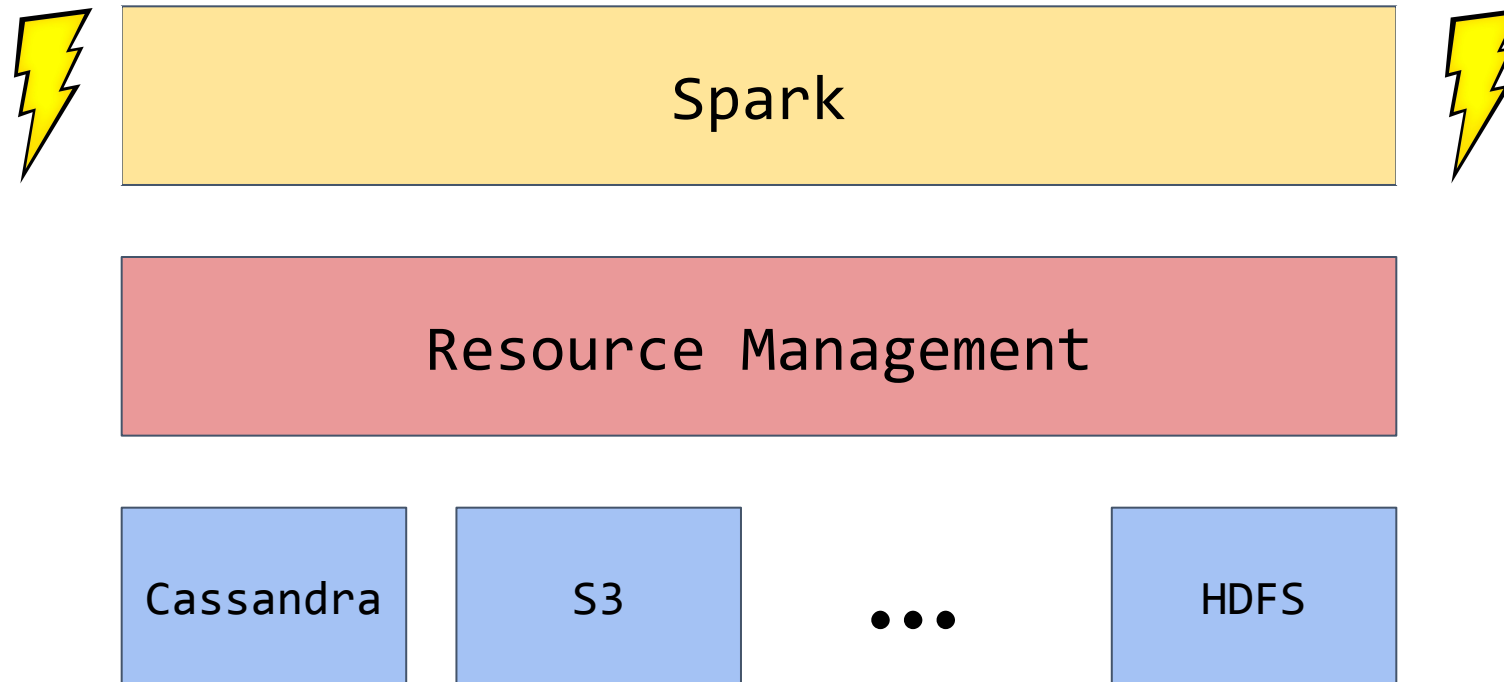 Spark
Resource Management
Cassandra
S3
...
HDFS